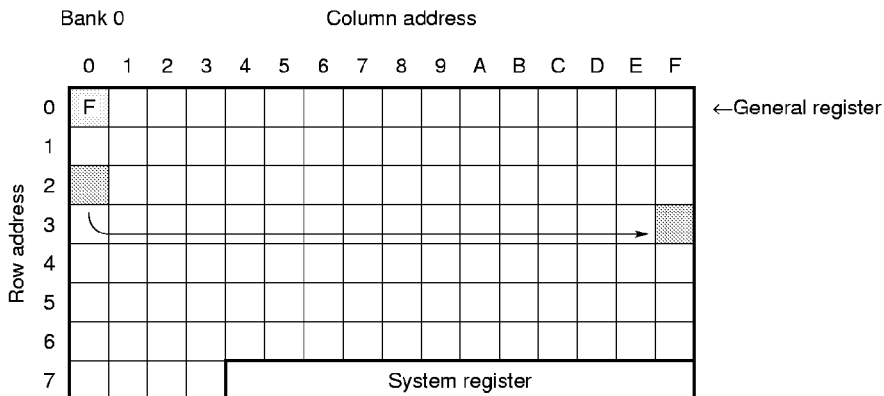 Bank 0 Column address
0 1 2 3 4 5 6 7 8 9 A B C D E F
0 F ←General register
1
2
3
4
5
6
7 System register
Row address